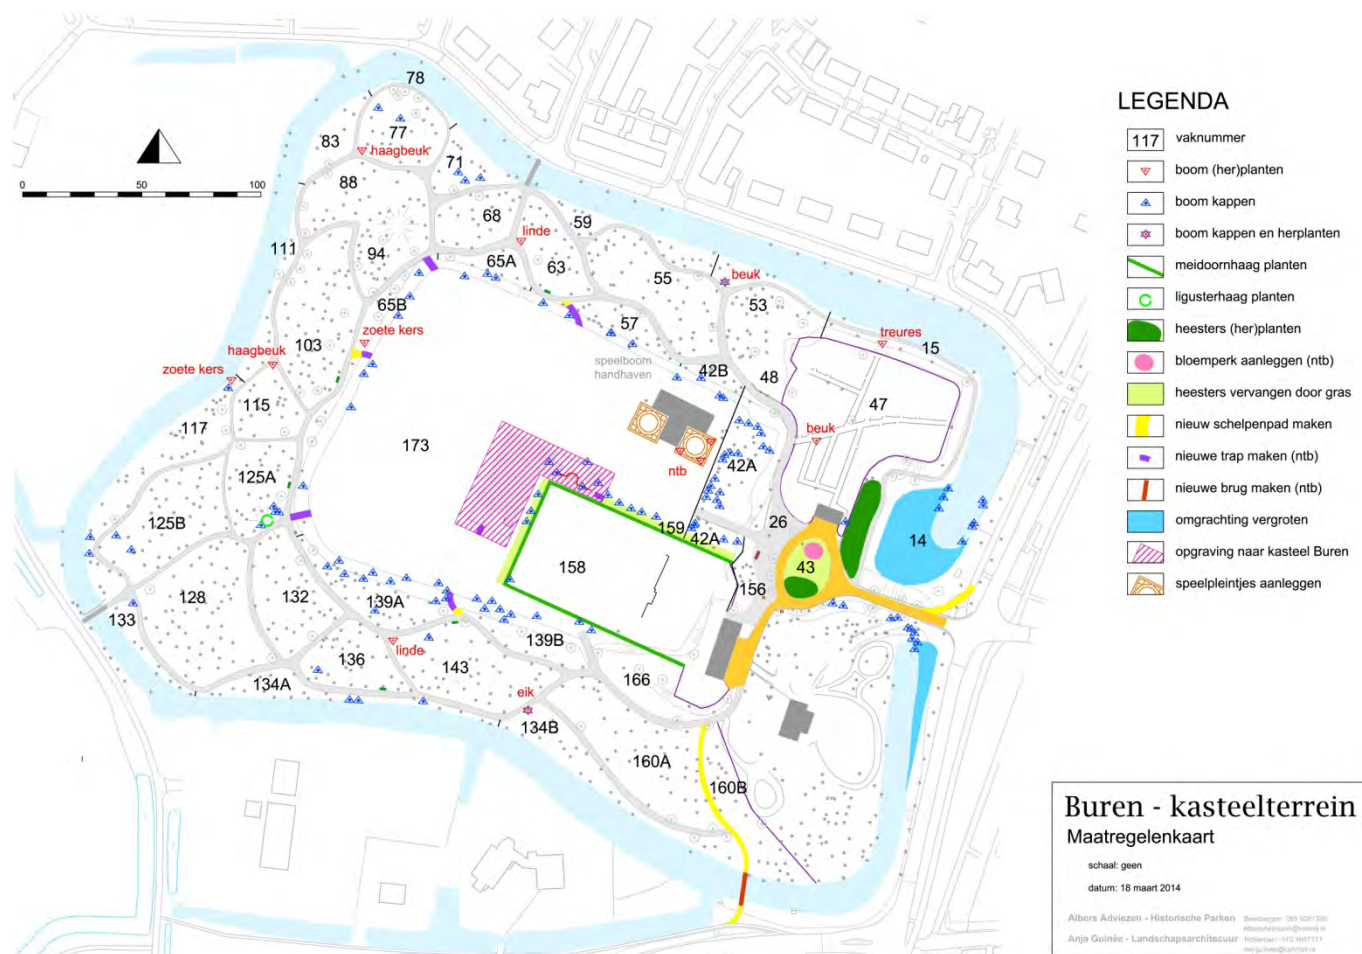 78
83
77
haagbeuk
71
88
68
59
linde
111
94
65A
63
55
beuk
53
65B
57
treures
15
zoete kers
103
haagbeuk
zoete kers
speelboom
handhaven
42B
48
47
115
117
173
beuk
ntb
42A
125A
125B
159
42A
26
14
158
43
156
128
132
139A
133
139B
linde
136
143
166
134A
eik
134B
160A
160B
0 50 100
LEGENDA
117 vaknummer
boom (her)planten
boom kappen
boom kappen en herplanten
meidoornhaag planten
ligusterhaag planten
heesters (her)planten
bloemperk aanleggen (ntb)
heesters vervangen door gras
nieuw schelpenpad maken
nieuwe trap maken (ntb)
nieuwe brug maken (ntb)
omgrachting vergroten
opgraving naar kasteel Buren
speelpleintjes aanleggen
Buren - kasteelterrein
Maatregelenkaart
schaal: geen
datum: 18 maart 2014
Albers Adviezen - Historische Parken
Anja Guinée - Landschapsarchitecuur